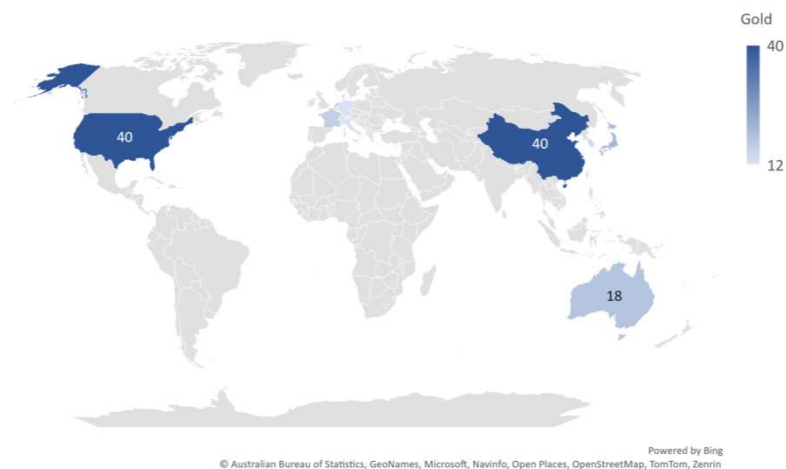 Gold
40
12
40
40
18
Powered by Bing
© Australian Bureau of Statistics, GeoNames, Microsoft, Navinfo, Open Places, OpenStreetMap, TomTom, Zenrin